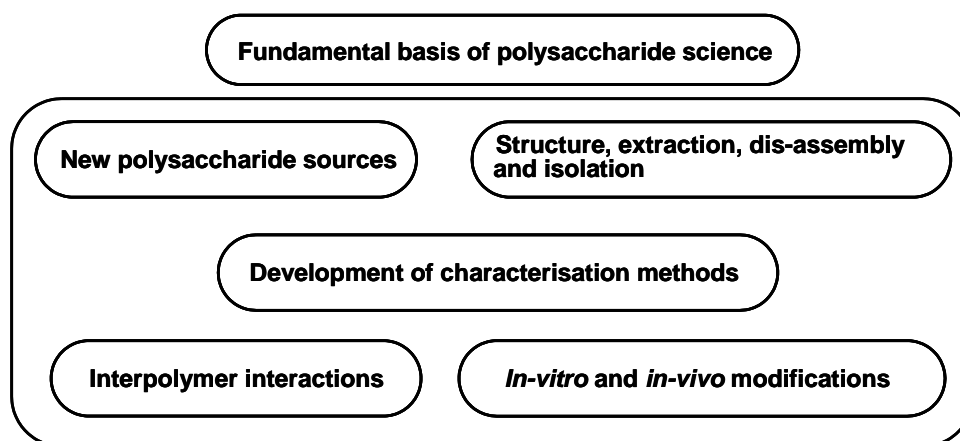 Fundamental basis of polysaccharide science
New polysaccharide sources
Structure, extraction, dis-assembly
and isolation
Development of characterisation methods
Interpolymer interactions
In-vitro and in-vivo modifications